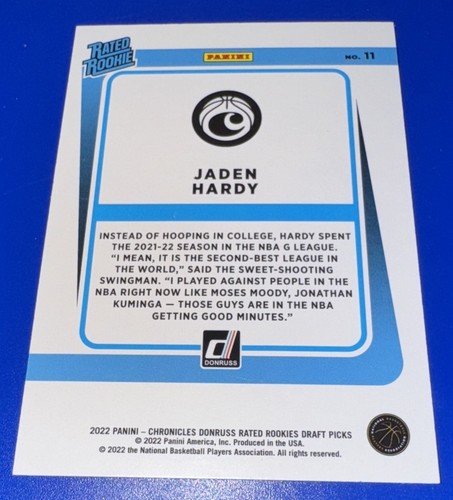 RATED
ROOKIE
PANINI
NO. 11
JADEN
HARDY
INSTEAD OF HOOPING IN COLLEGE, HARDY SPENT
THE 2021-22 SEASON IN THE NBA G LEAGUE.
"I MEAN, IT IS THE SECOND-BEST LEAGUE IN
THE WORLD," SAID THE SWEET-SHOOTING
SWINGMAN. "I PLAYED AGAINST PEOPLE IN THE
NBA RIGHT NOW LIKE MOSES MOODY, JONATHAN
KUMINGA — THOSE GUYS ARE IN THE NBA
GETTING GOOD MINUTES."
DONRUSS
2022 PANINI – CHRONICLES DONRUSS RATED ROOKIES DRAFT PICKS
© 2022 Panini America, Inc. Produced in the USA.
© 2022 the National Basketball Players Association. All rights reserved.